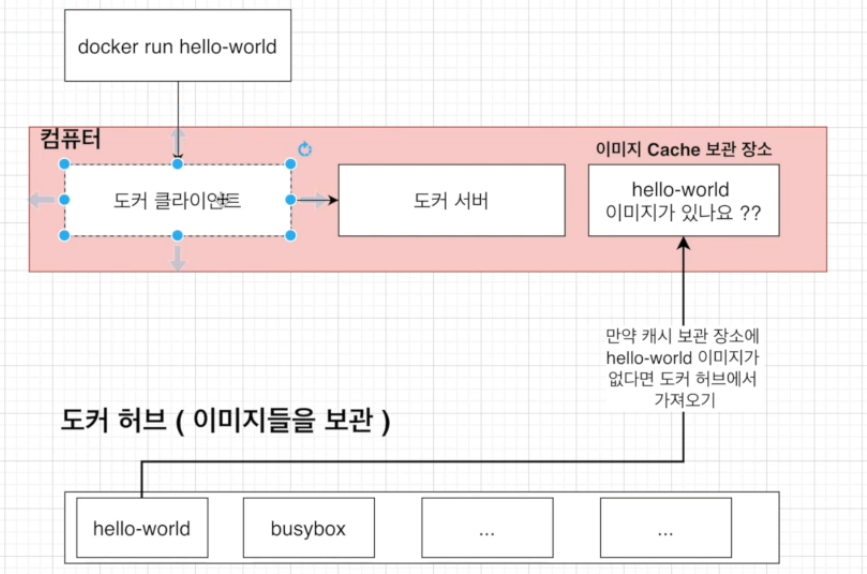 docker run hello-world
컴퓨터
이미지 Cache 보관 장소
도커 클라이언트
도커 서버
hello-world
이미지가 있나요 ??
만약 캐시 보관 장소에
hello-world 이미지가
없다면 도커 허브에서
가져오기
도커 허브 ( 이미지들을 보관 )
hello-world
busybox
...
...